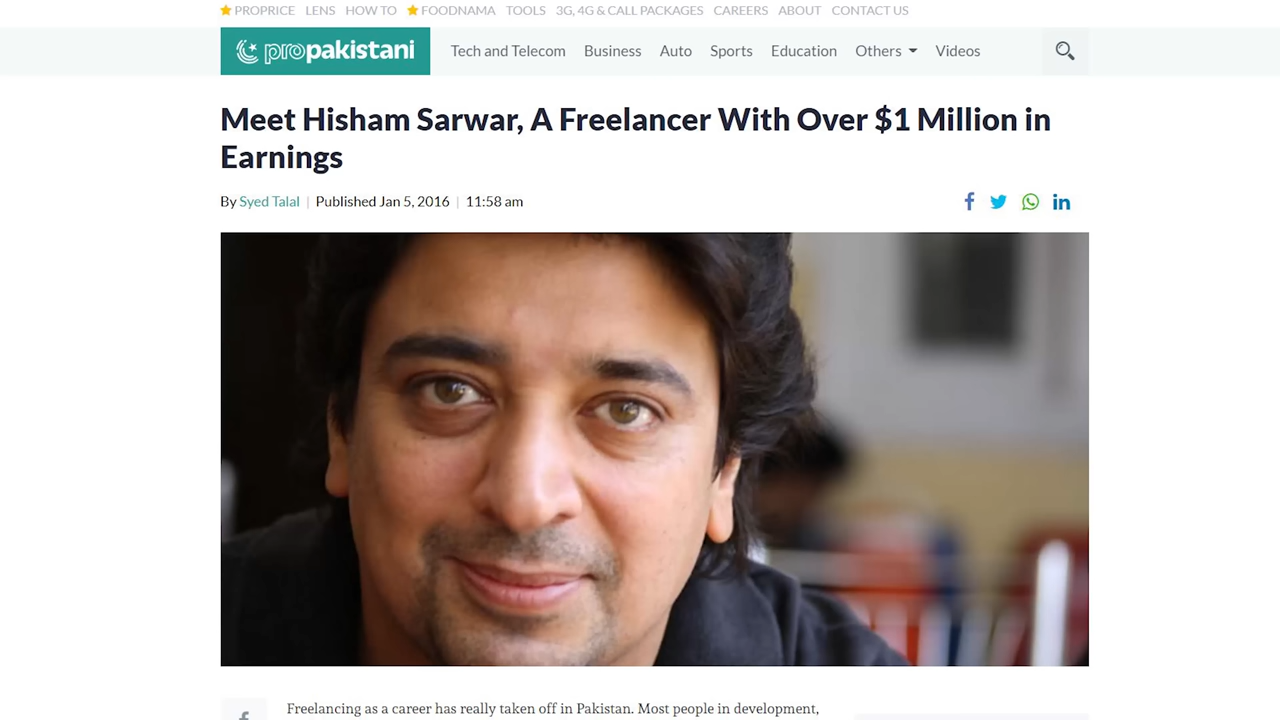 PROPRICE LENS HOW TO FOODNAMA TOOLS 3G, 4G & CALL PACKAGES CAREERS ABOUT CONTACT US
propakistani Tech and Telecom Business Auto Sports Education Others Videos
Meet Hisham Sarwar, A Freelancer With Over $1 Million in
Earnings
By Syed Talal | Published Jan 5, 2016 | 11:58 am
Freelancing as a career has really taken off in Pakistan. Most people in development,